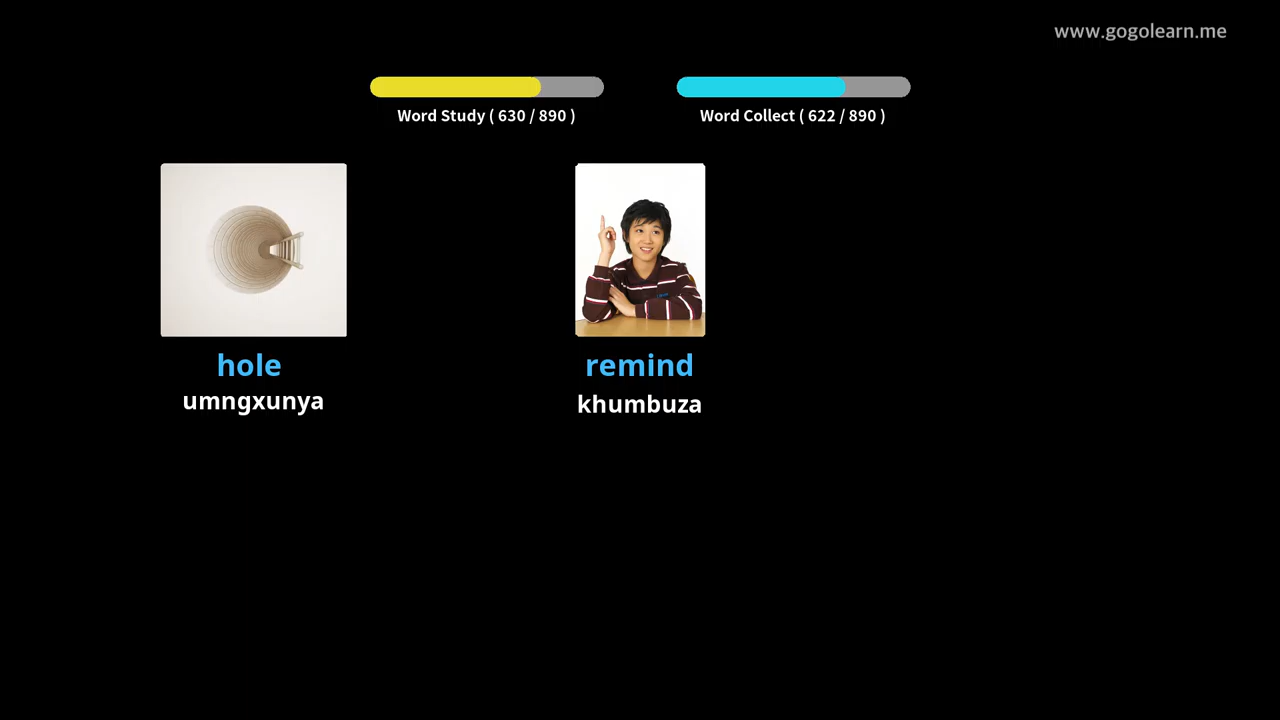 www.gogolearn.me
Word Study ( 630 / 890 )
Word Collect ( 622 / 890 )
hole
umngxunya
remind
khumbuza